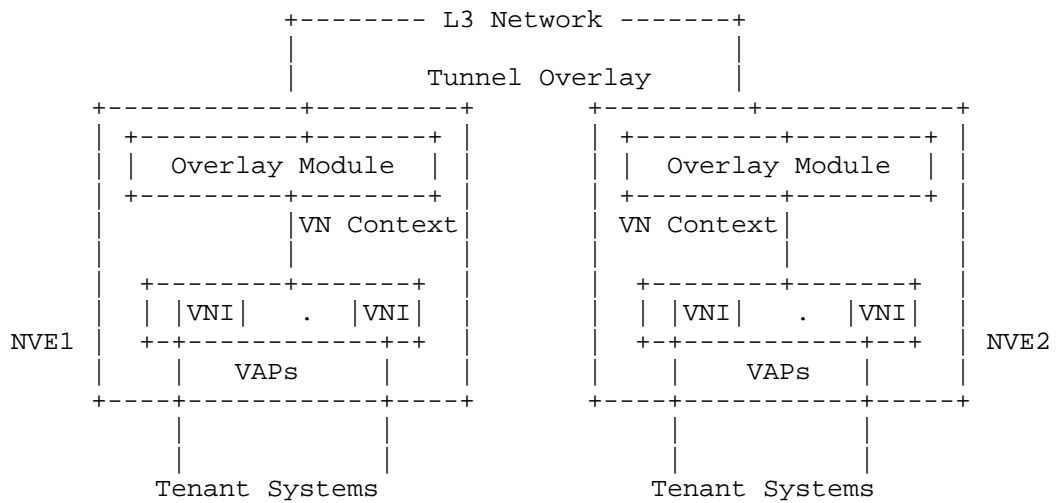 L3 Network
Tunnel Overlay
Overlay Module Overlay Module
VN Context VN Context
VNI . VNI VNI . VNI
NVE1 NVE2
VAPs VAPs
Tenant Systems Tenant Systems